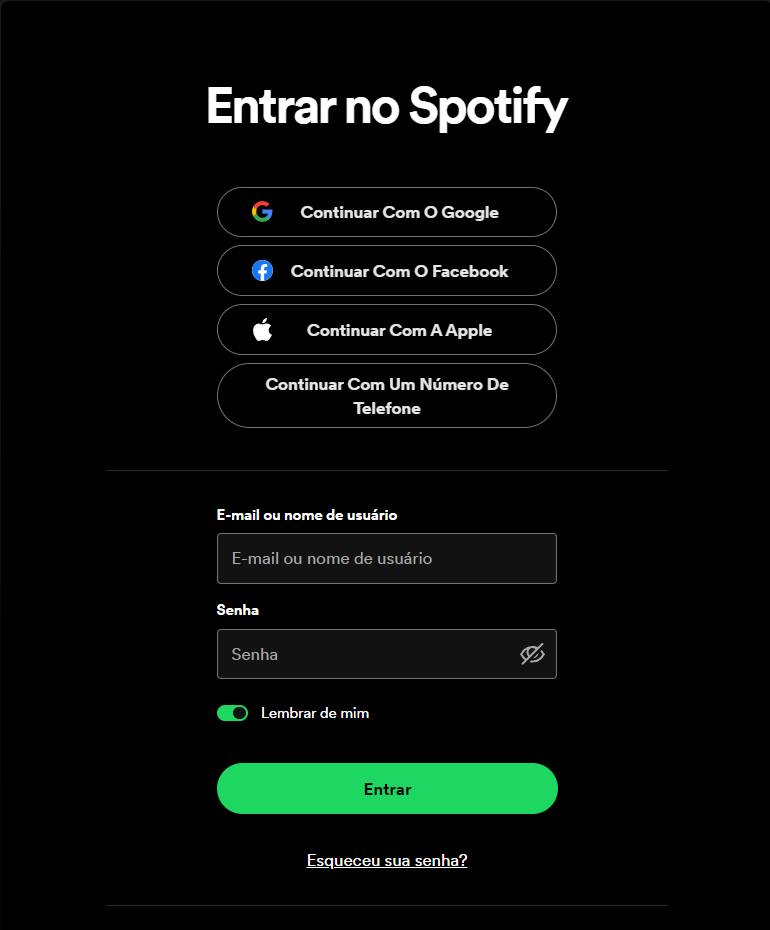 Entrar no Spotify
Continuar Com O Google
Continuar Com O Facebook
Continuar Com A Apple
Continuar Com Um Número De
Telefone
E-mail ou nome de usuário
E-mail ou nome de usuário
Senha
Senha
Lembrar de mim
Entrar
Esqueceu sua senha?